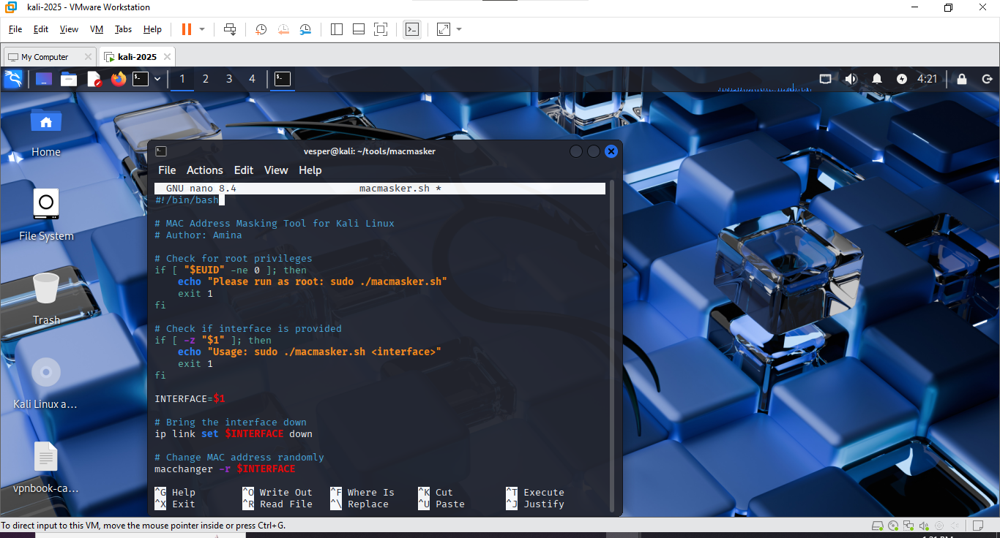 kali-2025 - VMware Workstation
File Edit View VM Tabs Help
My Computer
kali-2025
1 2 3 4
4:21
Home
File System
Trash
Kali Linux a...
vpnbook-ca...
vesper@kali: ~/tools/macmasker
File Actions Edit View Help
GNU nano 8.4 macmasker.sh *
#!/bin/bash
# MAC Address Masking Tool for Kali Linux
# Author: Amina
# Check for root privileges
if [ "$EUID" -ne 0 ]; then
echo "Please run as root: sudo ./macmasker.sh"
exit 1
fi
# Check if interface is provided
if [ -z "$1" ]; then
echo "Usage: sudo ./macmasker.sh <interface>"
exit 1
fi
INTERFACE=$1
# Bring the interface down
ip link set $INTERFACE down
# Change MAC address randomly
macchanger -r $INTERFACE
^G Help ^O Write Out ^F Where Is ^K Cut ^T Execute
^X Exit ^R Read File ^\ Replace ^U Paste ^J Justify
To direct input to this VM, move the mouse pointer inside or press Ctrl+G.